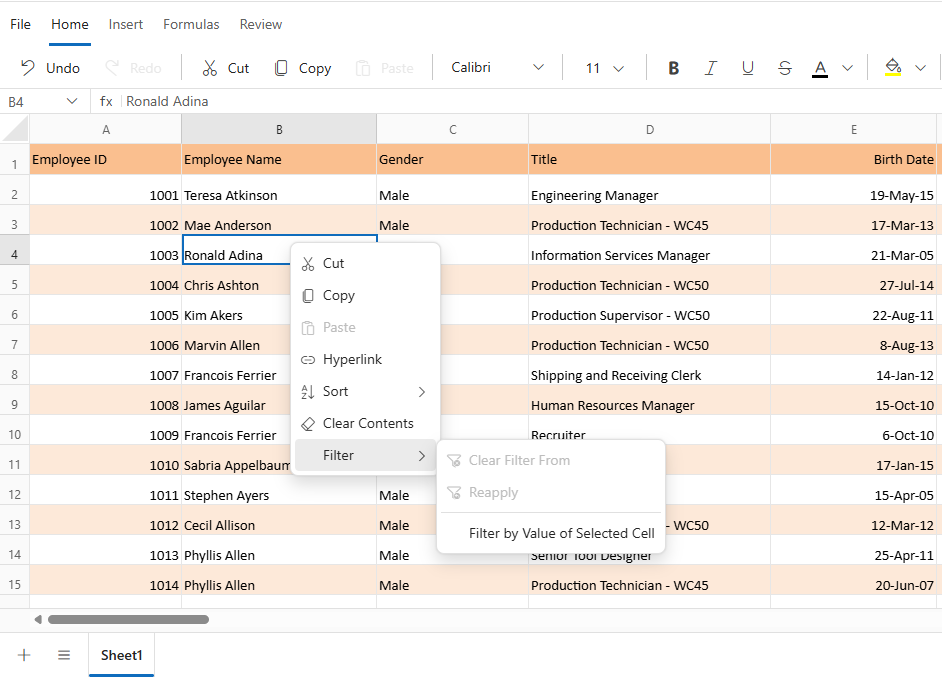 File Home Insert Formulas Review
Undo Redo Cut Copy Paste Calibri 11 B I U S A
B4 fx Ronald Adina
A B C D E
1 Employee ID Employee Name Gender Title Birth Date
2 1001 Teresa Atkinson Male Engineering Manager 19-May-15
3 1002 Mae Anderson Male Production Technician - WC45 17-Mar-13
4 1003 Ronald Adina Information Services Manager 21-Mar-05
Cut
5 1004 Chris Ashton Production Technician - WC50 27-Jul-14
Copy
6 1005 Kim Akers Production Supervisor - WC50 22-Aug-11
Paste
7 1006 Marvin Allen Production Technician - WC50 8-Aug-13
Hyperlink
8 1007 Francois Ferrier Shipping and Receiving Clerk 14-Jan-12
Sort
9 1008 James Aguilar Human Resources Manager 15-Oct-10
Clear Contents
10 1009 Francois Ferrier Recruiter 6-Oct-10
Filter
11 1010 Sabria Appelbaum 17-Jan-15
Clear Filter From
12 1011 Stephen Ayers Male 15-Apr-05
Reapply
13 1012 Cecil Allison Male - WC50 12-Mar-12
Filter by Value of Selected Cell
14 1013 Phyllis Allen Male Senior Tool Designer 25-Apr-11
15 1014 Phyllis Allen Male Production Technician - WC45 20-Jun-07
Sheet1